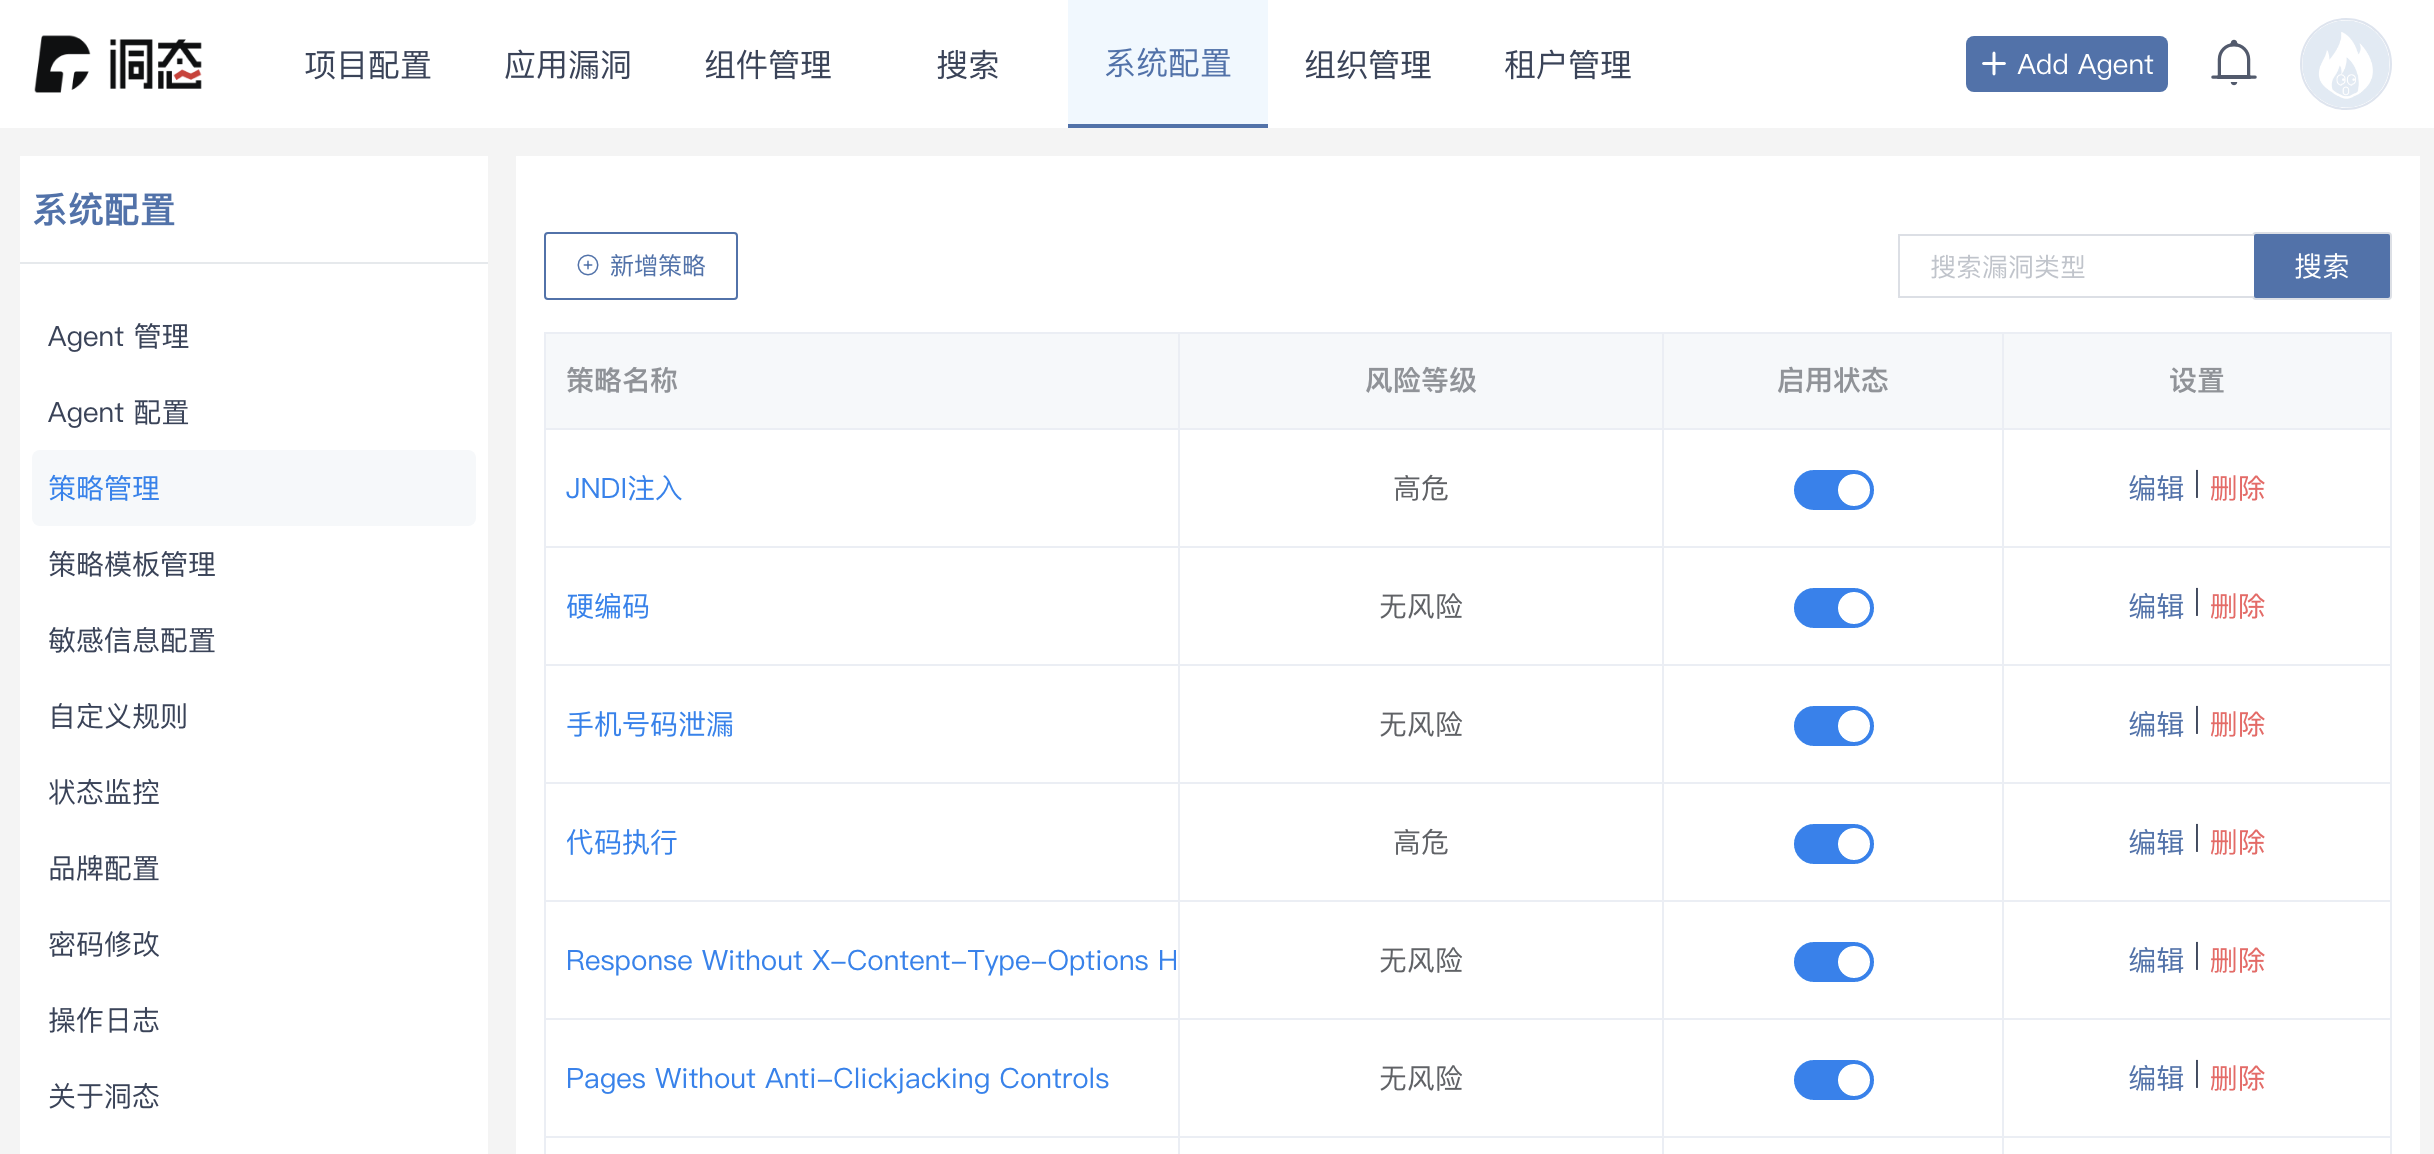 洞态
项目配置 应用漏洞 组件管理 搜索 系统配置 组织管理 租户管理 + Add Agent
系统配置
Agent 管理
Agent 配置
策略管理
策略模板管理
敏感信息配置
自定义规则
状态监控
品牌配置
密码修改
操作日志
关于洞态
新增策略 搜索漏洞类型 搜索
策略名称 风险等级 启用状态 设置
JNDI注入 高危 编辑 | 删除
硬编码 无风险 编辑 | 删除
手机号码泄漏 无风险 编辑 | 删除
代码执行 高危 编辑 | 删除
Response Without X-Content-Type-Options H 无风险 编辑 | 删除
Pages Without Anti-Clickjacking Controls 无风险 编辑 | 删除